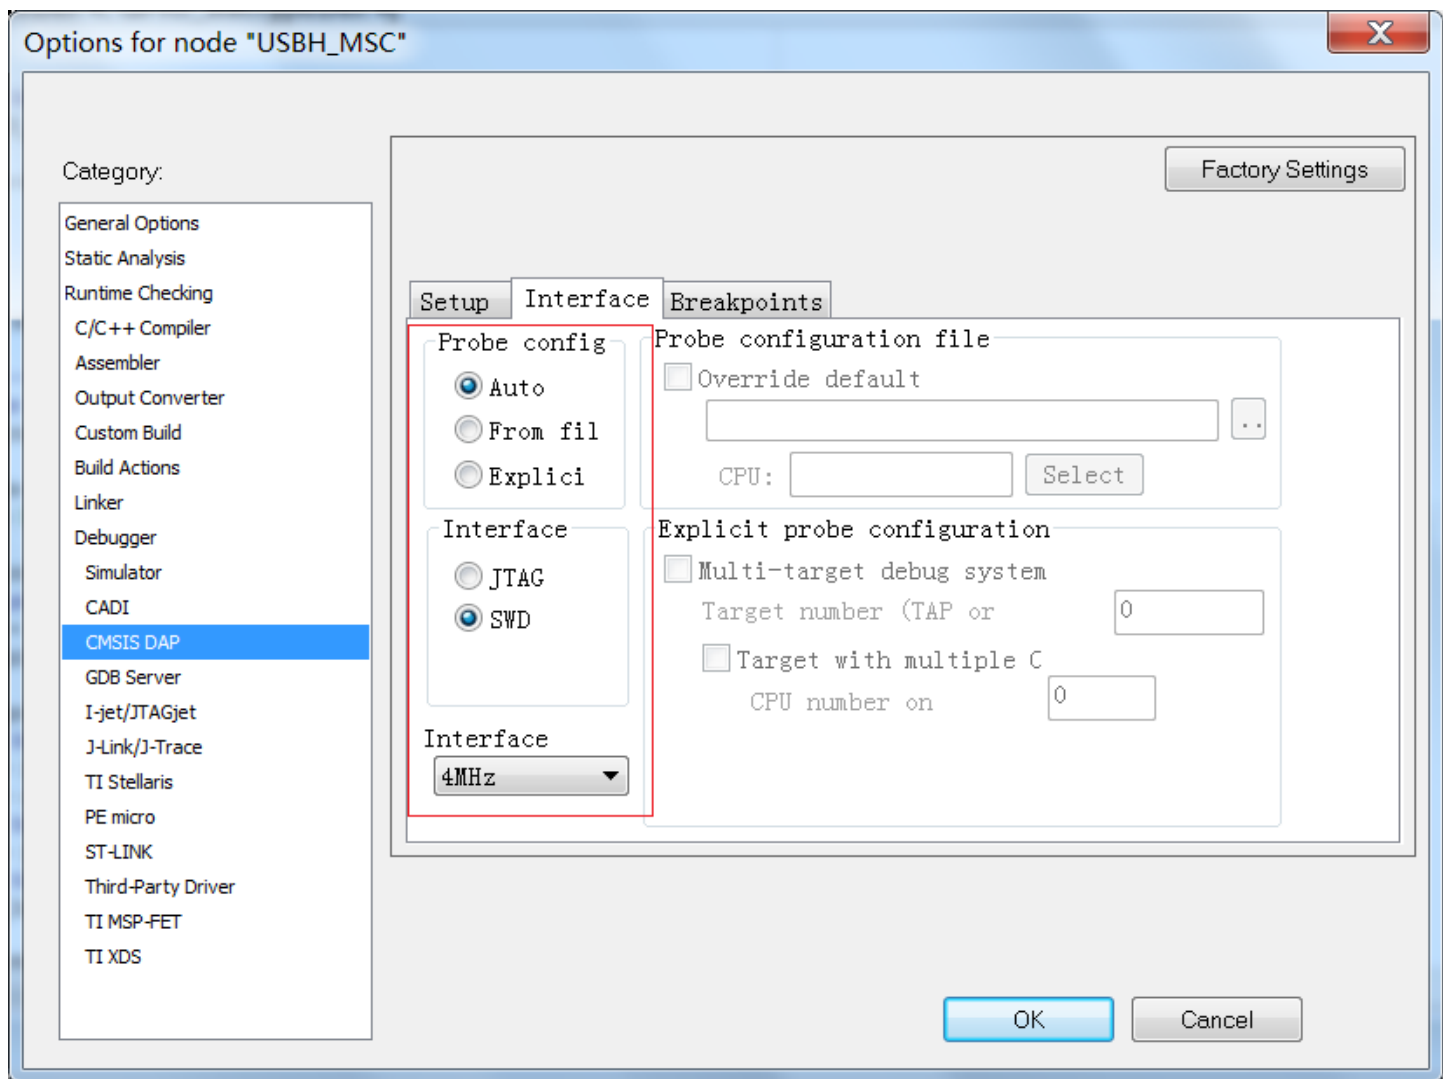 Options for node "USBH_MSC"
Category:
General Options
Static Analysis
Runtime Checking
C/C++ Compiler
Assembler
Output Converter
Custom Build
Build Actions
Linker
Debugger
Simulator
CADI
CMSIS DAP
GDB Server
I-jet/JTAGjet
J-Link/J-Trace
TI Stellaris
PE micro
ST-LINK
Third-Party Driver
TI MSP-FET
TI XDS
Factory Settings
Setup Interface Breakpoints
Probe config
Auto
From fil
Explici
Interface
JTAG
SWD
Interface
4MHz
Probe configuration file
Override default
..
CPU: Select
Explicit probe configuration
Multi-target debug system
Target number (TAP or 0
Target with multiple C
CPU number on 0
OK Cancel